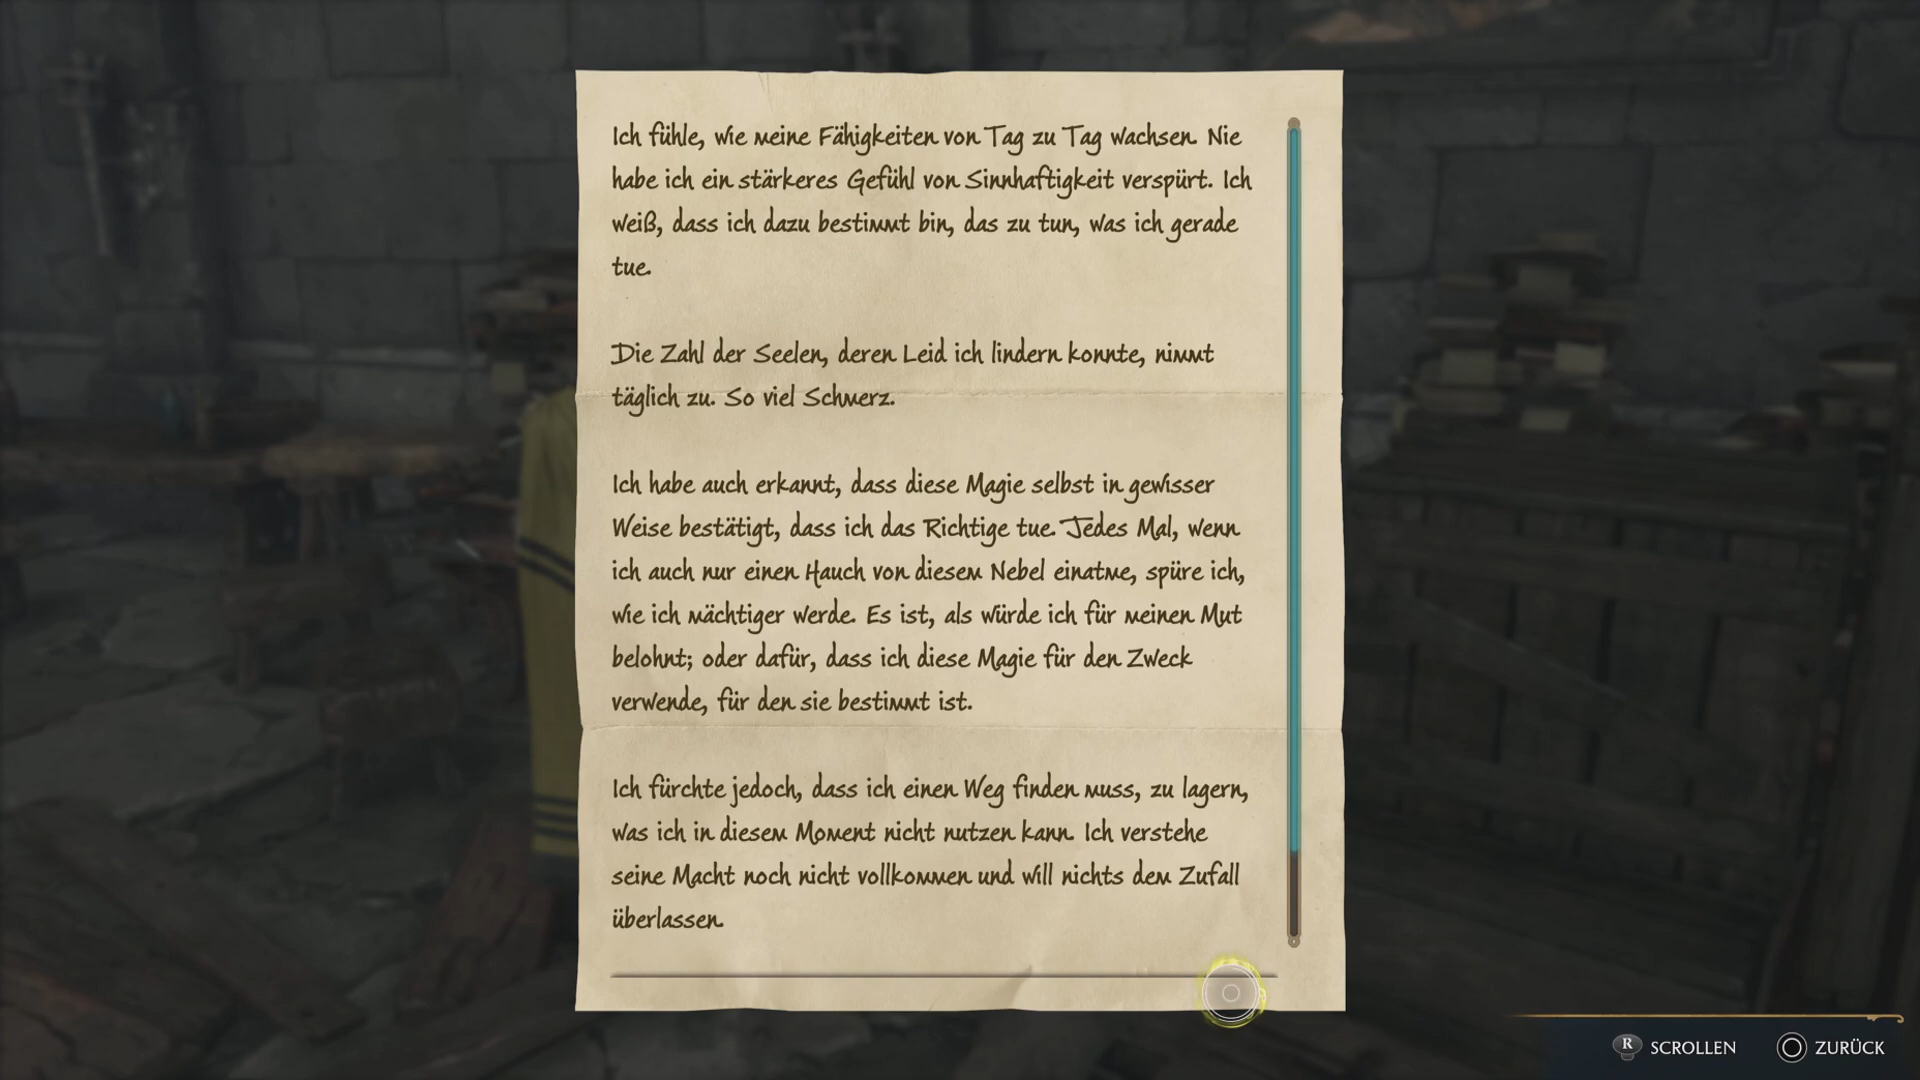 Ich fühle, wie meine Fähigkeiten von Tag zu Tag wachsen. Nie
habe ich ein stärkeres Gefühl von Sinnhaftigkeit verspürt. Ich
weiß, dass ich dazu bestimmt bin, das zu tun, was ich gerade
tue.
Die Zahl der Seelen, deren Leid ich lindern konnte, nimmt
täglich zu. So viel Schmerz.
Ich habe auch erkannt, dass diese Magie selbst in gewisser
Weise bestätigt, dass ich das Richtige tue. Jedes Mal, wenn
ich auch nur einen Hauch von diesem Nebel einatme, spüre ich,
wie ich mächtiger werde. Es ist, als würde ich für meinen Mut
belohnt; oder dafür, dass ich diese Magie für den Zweck
verwende, für den sie bestimmt ist.
Ich fürchte jedoch, dass ich einen Weg finden muss, zu lagern,
was ich in diesem Moment nicht nutzen kann. Ich verstehe
seine Macht noch nicht vollkommen und will nichts dem Zufall
überlassen.
R SCROLLEN ZURÜCK